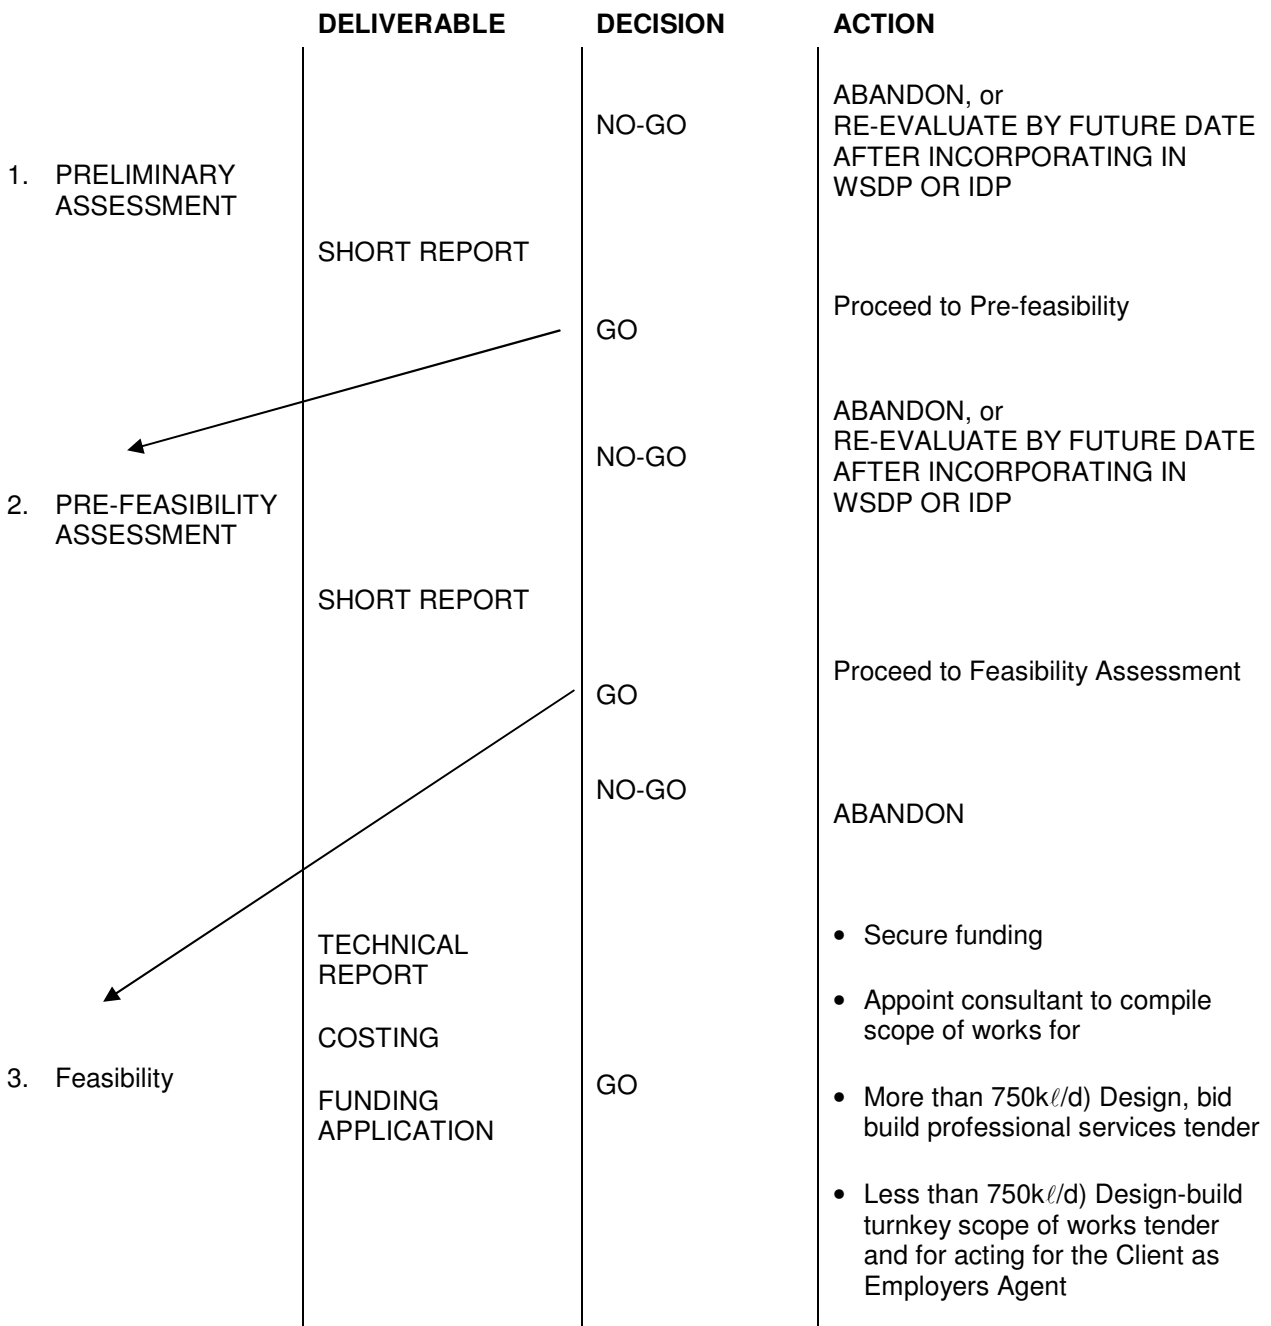 DELIVERABLE DECISION ACTION
ABANDON, or
NO-GO RE-EVALUATE BY FUTURE DATE
AFTER INCORPORATING IN
1. PRELIMINARY WSDP OR IDP
ASSESSMENT
SHORT REPORT
Proceed to Pre-feasibility
GO
ABANDON, or
RE-EVALUATE BY FUTURE DATE
NO-GO AFTER INCORPORATING IN
2. PRE-FEASIBILITY WSDP OR IDP
ASSESSMENT
SHORT REPORT
Proceed to Feasibility Assessment
GO
NO-GO
ABANDON
• Secure funding
TECHNICAL
REPORT
• Appoint consultant to compile
COSTING scope of works for
3. Feasibility GO
FUNDING • More than 750kℓ/d) Design, bid
APPLICATION build professional services tender
• Less than 750kℓ/d) Design-build
turnkey scope of works tender
and for acting for the Client as
Employers Agent